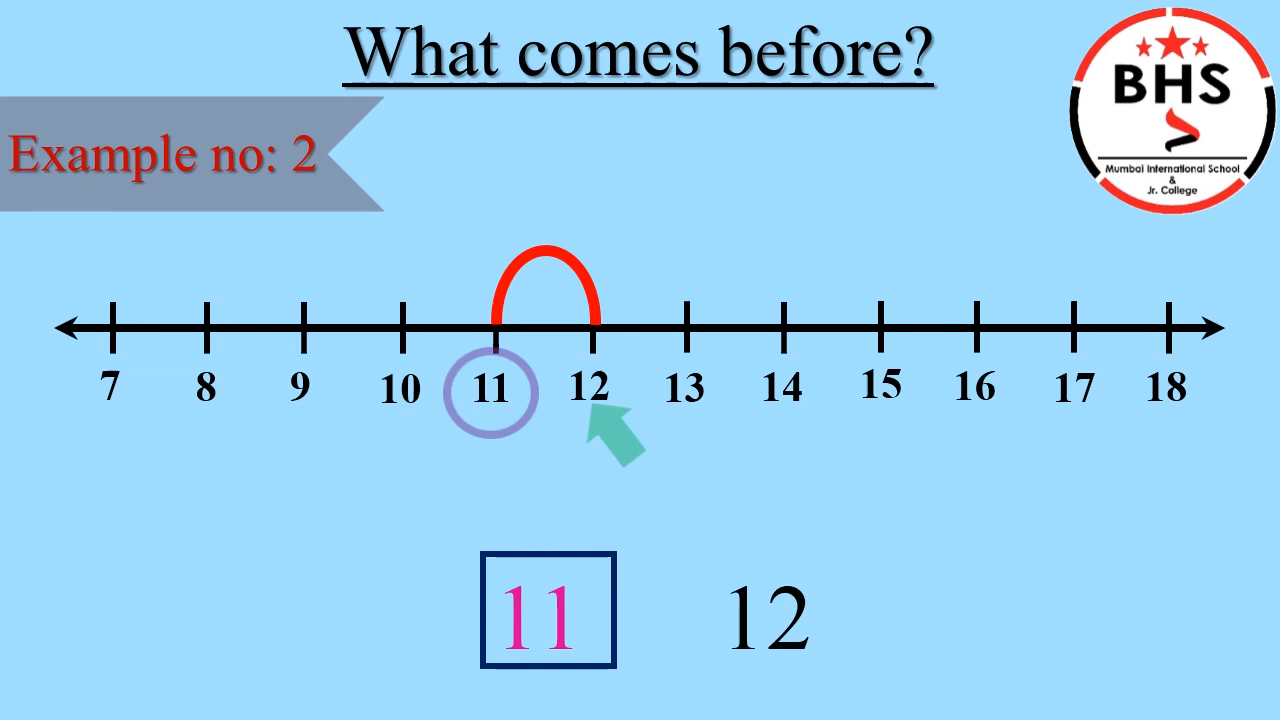 What comes before?
BHS
Mumbai International School
&
Jr. College
Example no: 2
7 8 9 10 11 12 13 14 15 16 17 18
11 12